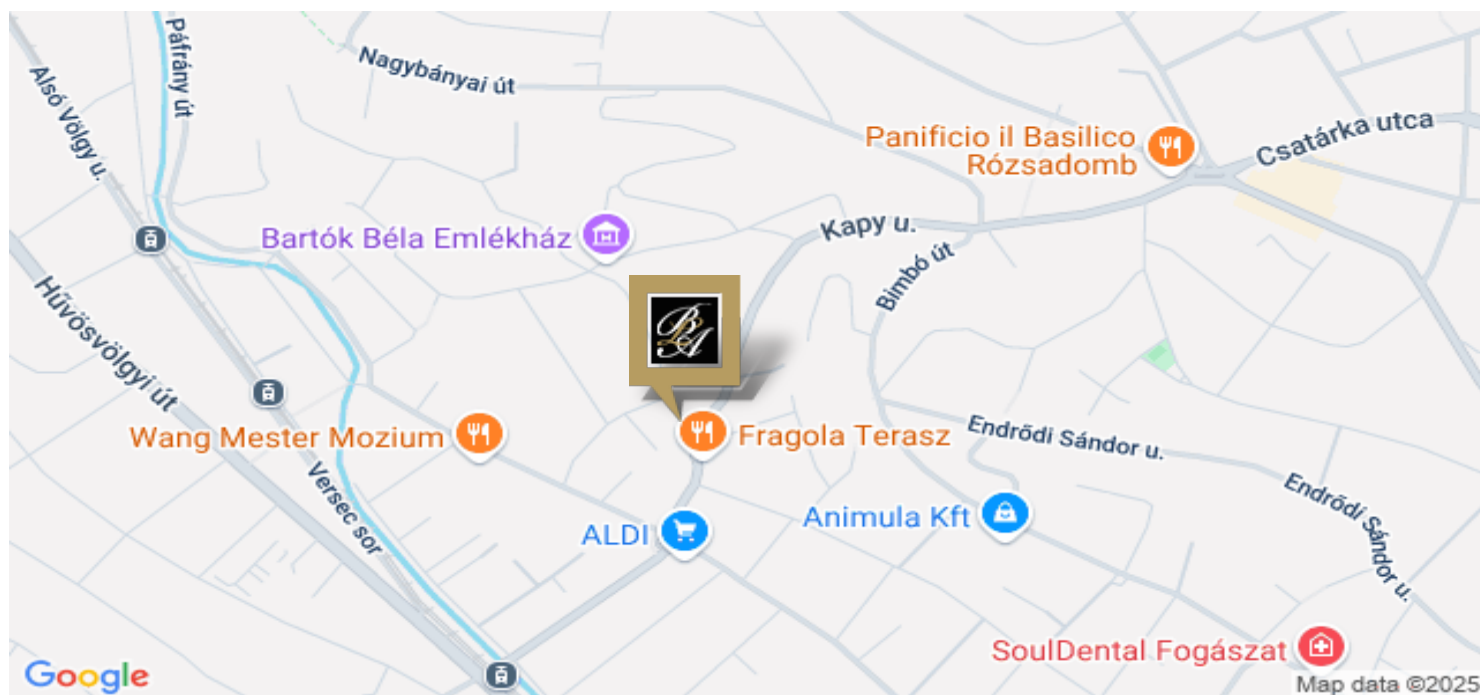 Páfrány út
Nagybányai út
Alsó Völgy u.
Panificio il Basilico
Rózsadomb
Csatárka utca
Bartók Béla Emlékház
Kapy u.
Bimbó út
Hűvösvölgyi út
BLA
Wang Mester Mozium
Fragola Terasz
Endrődi Sándor u.
Versec sor
ALDI
Animula Kft
Endrődi Sándor u.
SoulDental Fogászat
Google
Map data ©2025